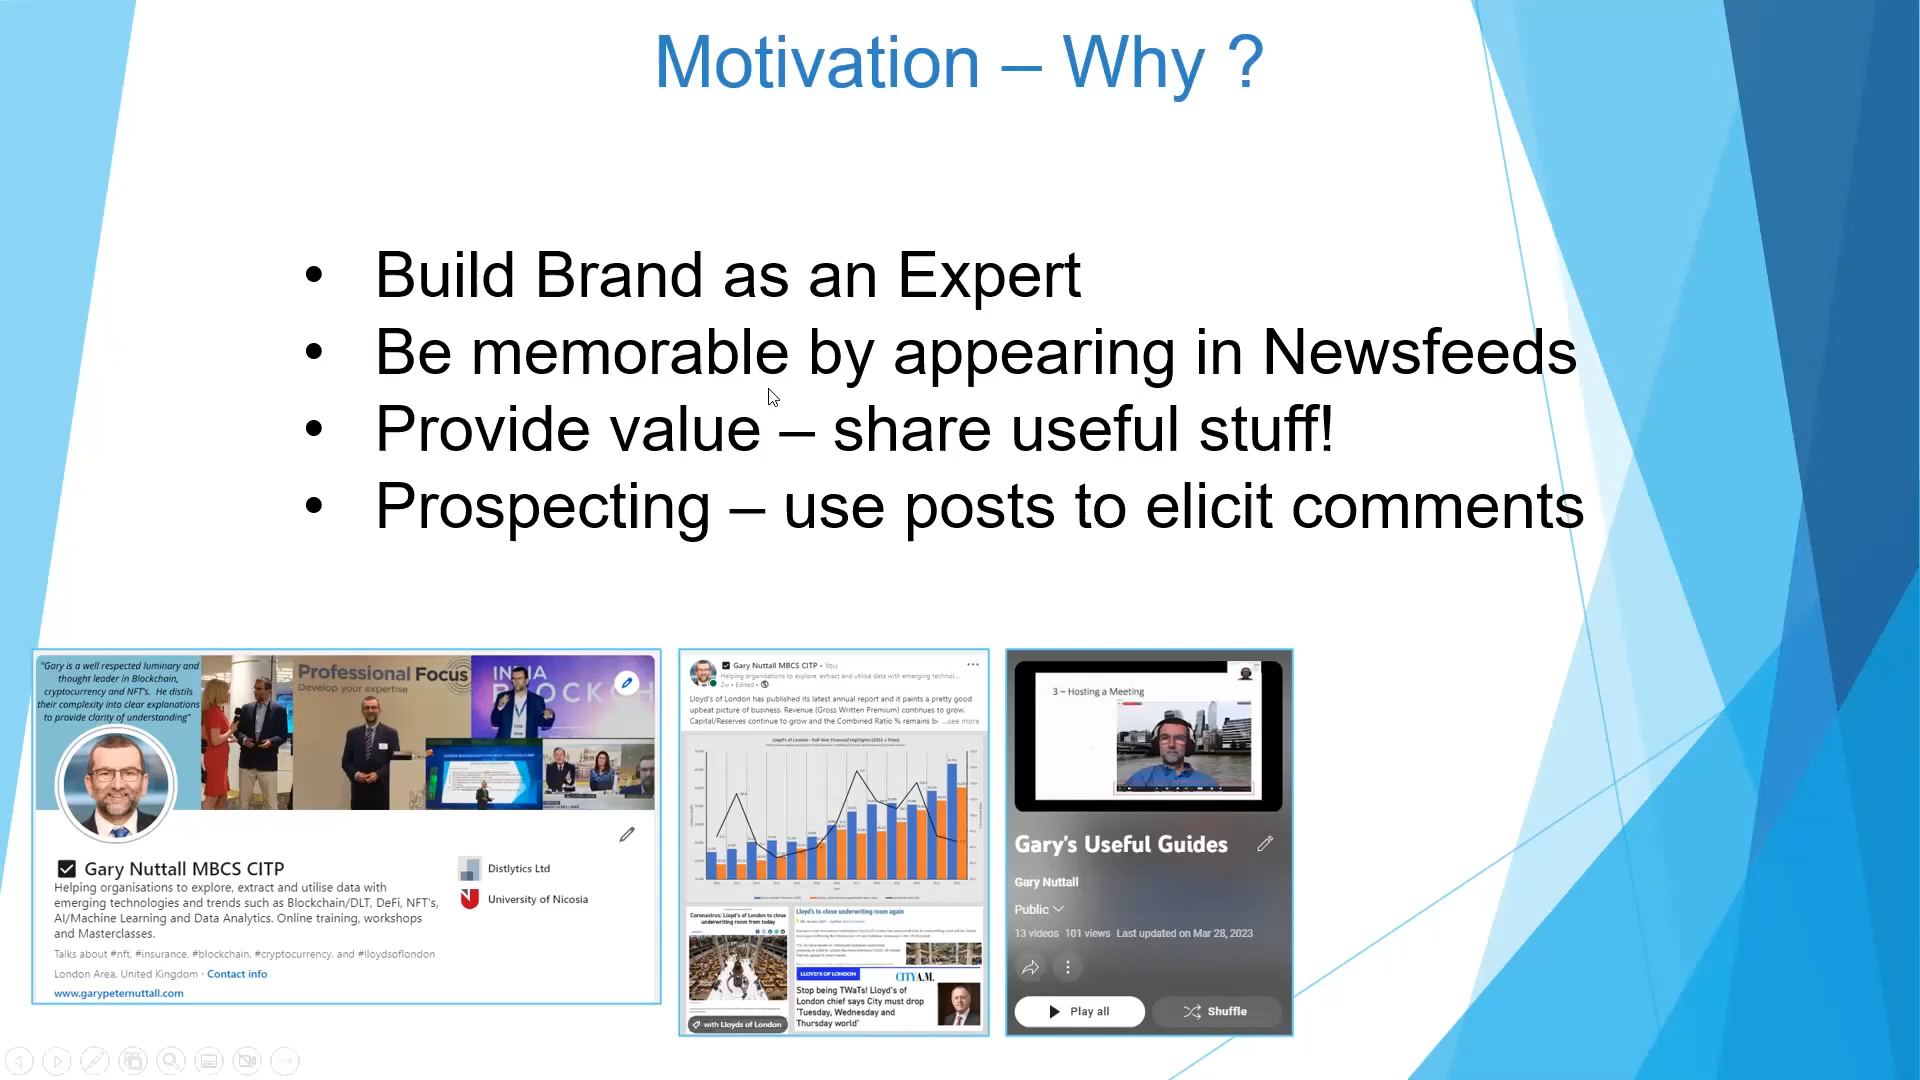 Motivation – Why ?
• Build Brand as an Expert
• Be memorable by appearing in Newsfeeds
• Provide value – share useful stuff!
• Prospecting – use posts to elicit comments
"Gary is a well respected luminary and
thought leader in Blockchain,
cryptocurrency and NFT's. He distils
their complexity into clear explanations
to provide clarity of understanding"
Professional Focus
Develop your expertise
Gary Nuttall MBCS CITP
Helping organisations to explore, extract and utilise data with
emerging technologies and trends such as Blockchain/DLT, DeFi, NFT's,
AI/Machine Learning and Data Analytics. Online training, workshops
and Masterclasses.
Talks about #nft, #insurance, #blockchain, #cryptocurrency, and #lloydsoflondon
London Area, United Kingdom · Contact info
www.garypeternuttall.com
Distlytics Ltd
University of Nicosia
Gary Nuttall MBCS CITP • You
Helping organisations to explore, extract and utilise data with emerging technol...
2w • Edited •
Lloyd's of London has published its latest annual report and it paints a pretty good
upbeat picture of business. Revenue (Gross Written Premium) continues to grow.
Capital/Reserves continue to grow and the Combined Ratio % remains b ...see more
Lloyd's of London - Full Year Financial Highlights (2022 + Prior)
Coronavirus: Lloyd's of London to close
underwriting room from today
with Lloyds of London
Lloyd's to close underwriting room again
LLOYD'S OF LONDON
CITY A.M.
Stop being TWaTs! Lloyd's of
London chief says City must drop
'Tuesday, Wednesday and
Thursday world'
3 – Hosting a Meeting
Gary's Useful Guides
Gary Nuttall
Public
13 videos 101 views Last updated on Mar 28, 2023
Play all
Shuffle